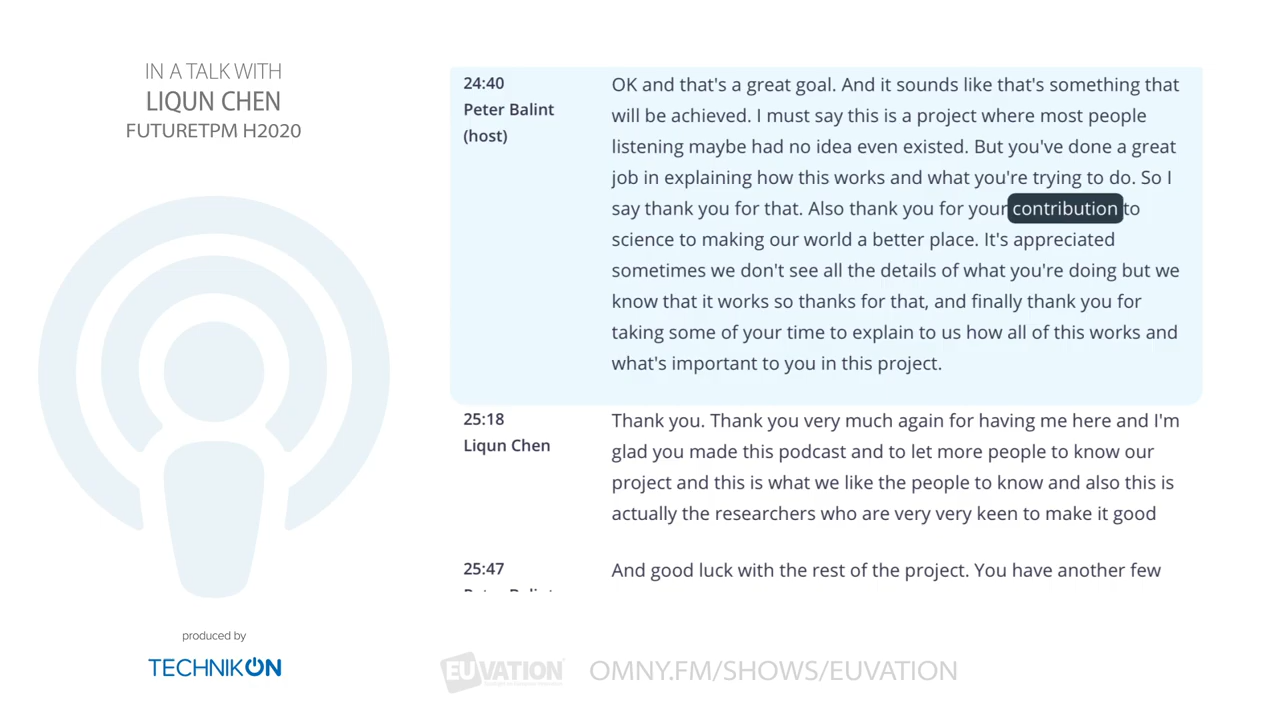 IN A TALK WITH
LIQUN CHEN
FUTURETPM H2020
produced by
TECHNIKON
24:40
Peter Balint
(host)
OK and that's a great goal. And it sounds like that's something that
will be achieved. I must say this is a project where most people
listening maybe had no idea even existed. But you've done a great
job in explaining how this works and what you're trying to do. So I
say thank you for that. Also thank you for your contribution to
science to making our world a better place. It's appreciated
sometimes we don't see all the details of what you're doing but we
know that it works so thanks for that, and finally thank you for
taking some of your time to explain to us how all of this works and
what's important to you in this project.
25:18
Liqun Chen
Thank you. Thank you very much again for having me here and I'm
glad you made this podcast and to let more people to know our
project and this is what we like the people to know and also this is
actually the researchers who are very very keen to make it good
25:47
Peter Balint
And good luck with the rest of the project. You have another few
EUVATION
OMNY.FM/SHOWS/EUVATION